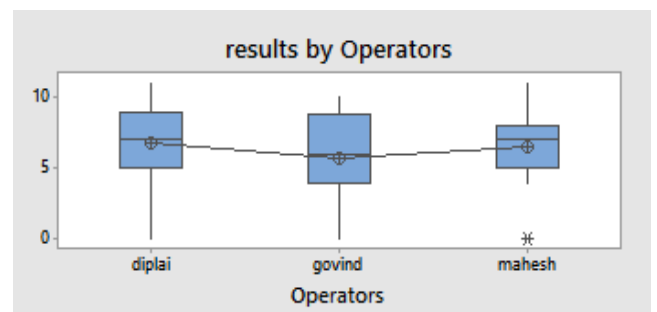 results by Operators
10
5
0
diplai
govind
mahesh
Operators